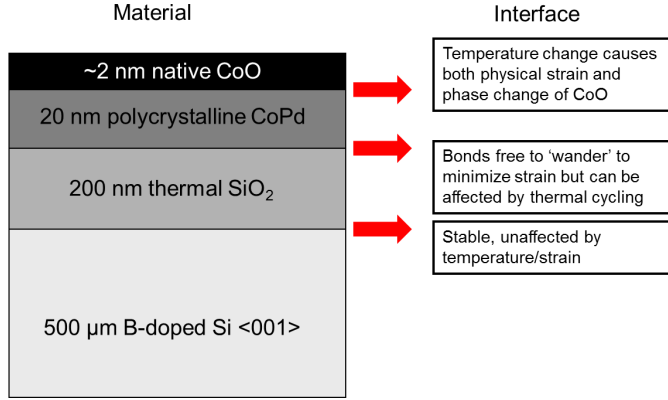 Material
Interface
~2 nm native CoO
Temperature change causes
both physical strain and
phase change of CoO
20 nm polycrystalline CoPd
Bonds free to ‘wander’ to
minimize strain but can be
affected by thermal cycling
200 nm thermal SiO₂
Stable, unaffected by
temperature/strain
500 µm B-doped Si <001>